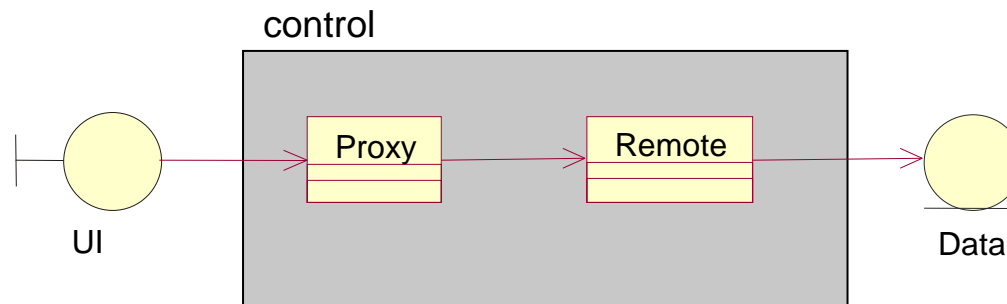 control
Proxy
Remote
UI
Data